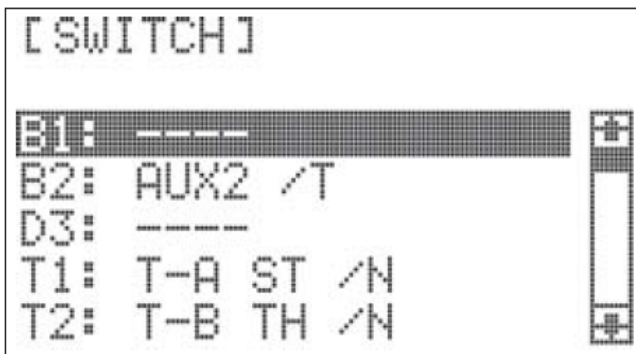 [SWITCH]
B1: ----
B2: AUX2 /T
D3: ----
T1: T-A ST /N
T2: T-B TH /N